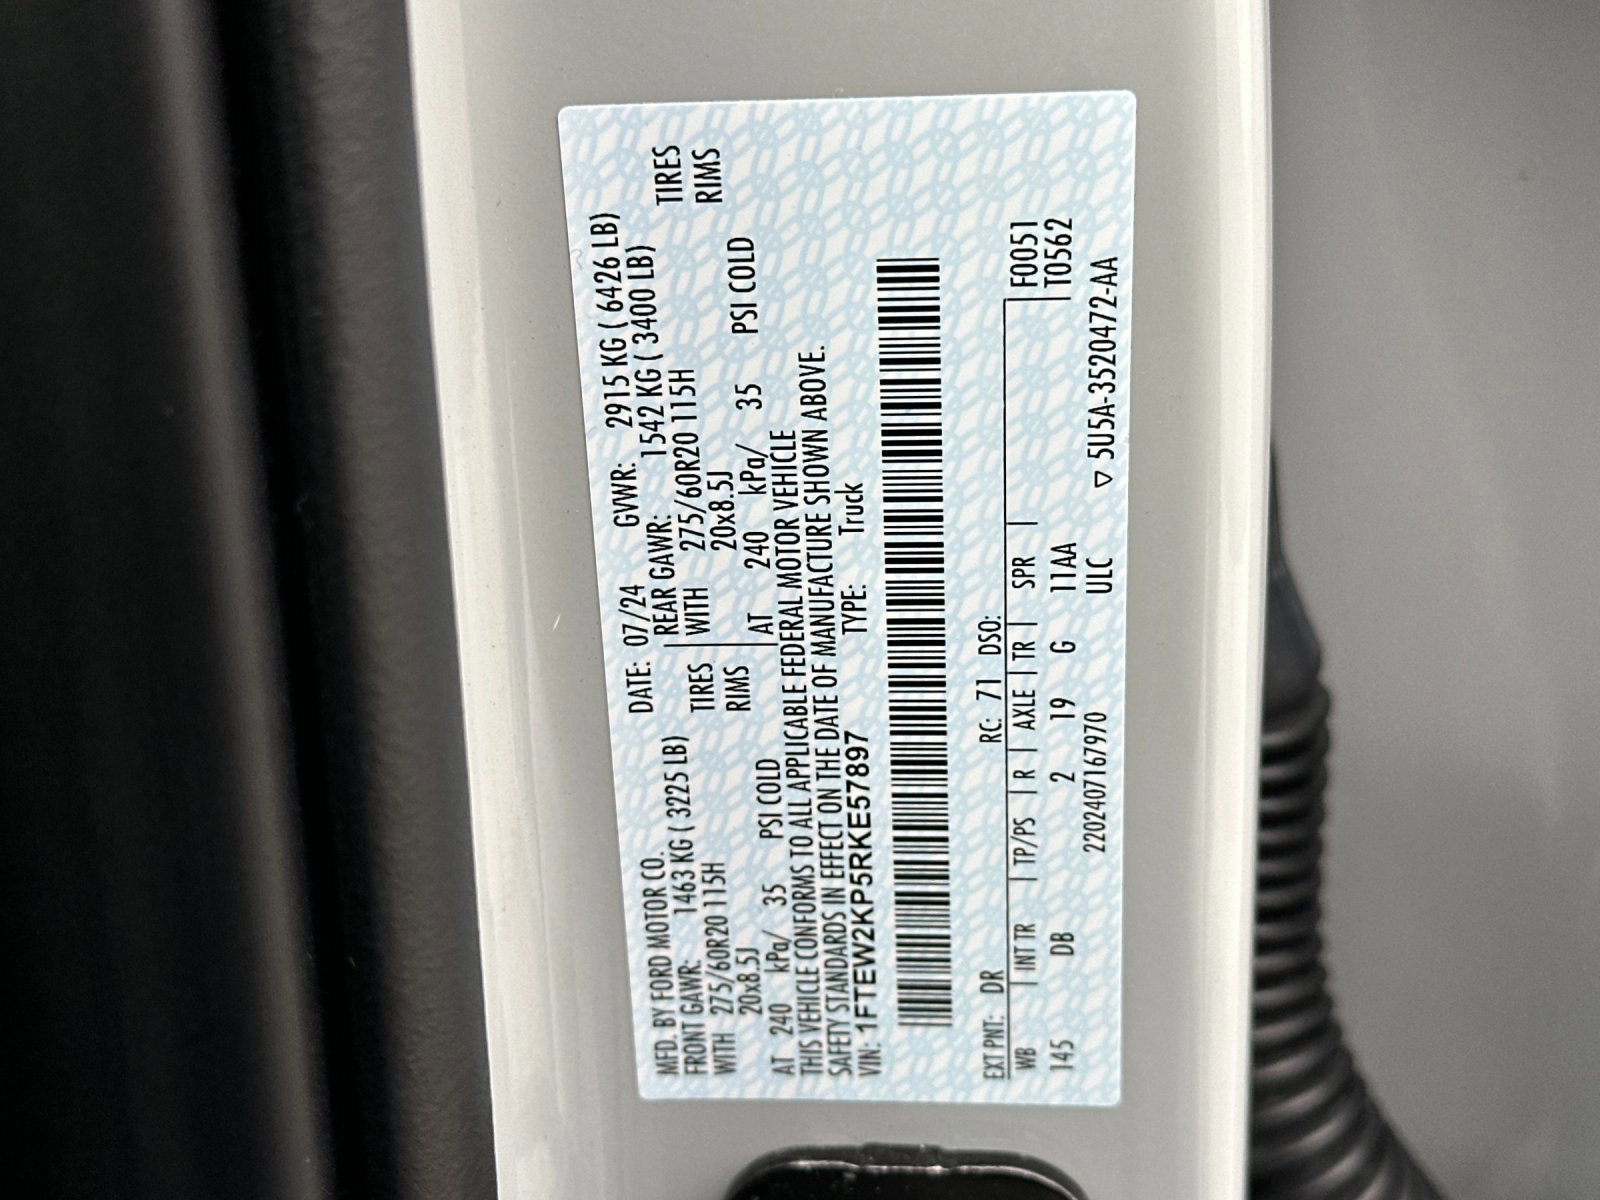 MFD. BY FORD MOTOR CO. DATE: 07/24 GVWR: 2915 KG ( 6426 LB)
FRONT GAWR: 1463 KG ( 3225 LB) REAR GAWR: 1542 KG ( 3400 LB)
WITH 275/60R20 115H TIRES WITH 275/60R20 115H TIRES
20x8.5J RIMS 20x8.5J RIMS
AT 240 kPa/ 35 PSI COLD AT 240 kPa/ 35 PSI COLD
THIS VEHICLE CONFORMS TO ALL APPLICABLE FEDERAL MOTOR VEHICLE
SAFETY STANDARDS IN EFFECT ON THE DATE OF MANUFACTURE SHOWN ABOVE.
VIN: 1FTEW2KP5RKE57897 TYPE: Truck
EXT PNT: DR RC: 71 DSO:
WB | INT TR | TP/PS | R | AXLE | TR | SPR | F0051
145 DB 2 19 G 11AA T0562
2202407167970 ULC ▽ 5U5A-3520472-AA